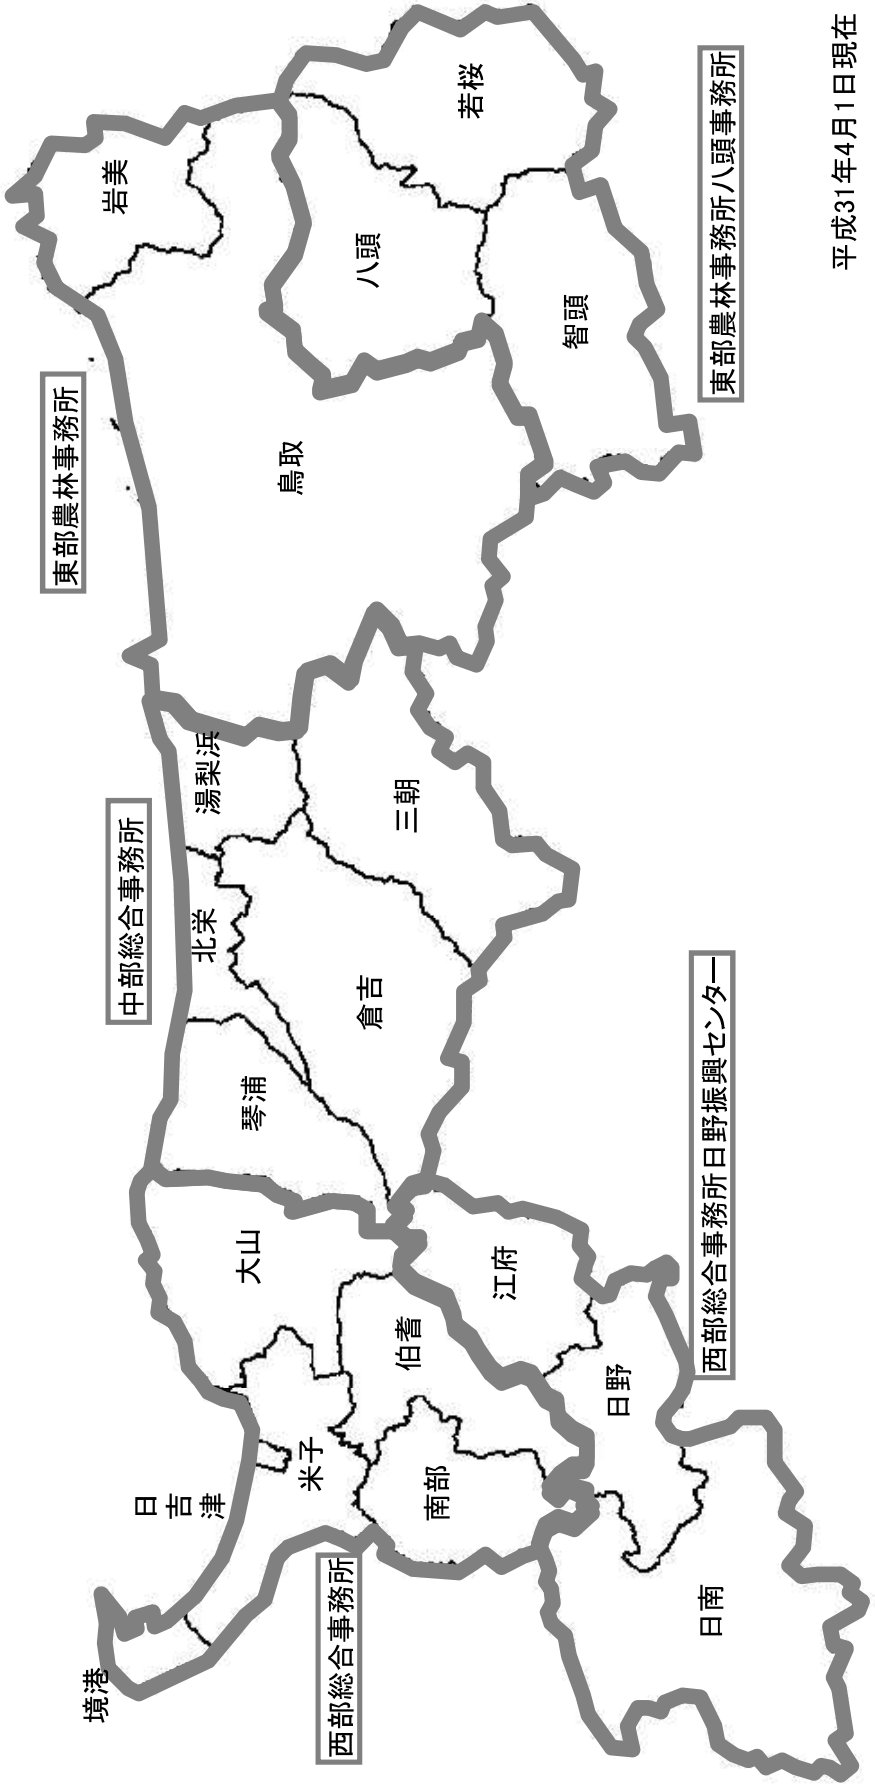 東部農林事務所
中部総合事務所
西部総合事務所
東部農林事務所八頭事務所
西部総合事務所日野振興センター
岩美
若桜
八頭
智頭
鳥取
湯梨浜
三朝
北栄
倉吉
琴浦
大山
江府
伯耆
日野
米子
日吉津
南部
境港
日南
平成31年4月1日現在